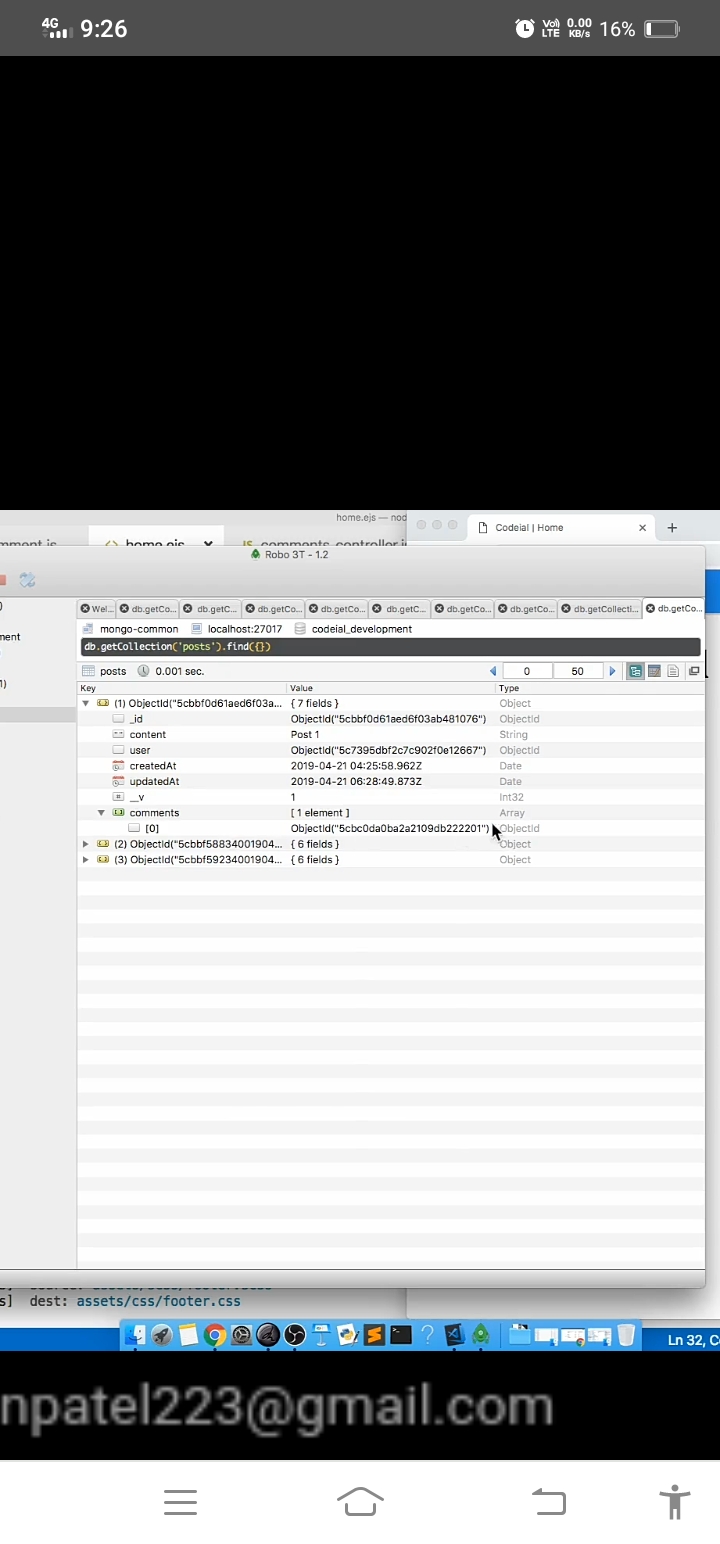 4G 9:26 Vo) LTE 0.00 KB/s 16%
home.ejs — nod
Codeial | Home
mment.js home.ejs comments_controller.j
Robo 3T - 1.2
Wel... db.getCo... db.getC... db.getCo... db.getCo... db.getC... db.getCo... db.getCo... db.getCollecti... db.getCo...
mongo-common localhost:27017 codeial_development
ment
db.getCollection('posts').find({})
posts 0.001 sec. 0 50
Key Value Type
(1) ObjectId("5cbbf0d61aed6f03a... { 7 fields } Object
_id ObjectId("5cbbf0d61aed6f03ab481076") ObjectId
content Post 1 String
user ObjectId("5c7395dbf2c7c902f0e12667") ObjectId
createdAt 2019-04-21 04:25:58.962Z Date
updatedAt 2019-04-21 06:28:49.873Z Date
__v 1 Int32
comments [ 1 element ] Array
[0] ObjectId("5cbc0da0ba2a2109db222201") ObjectId
(2) ObjectId("5cbbf58834001904... { 6 fields } Object
(3) ObjectId("5cbbf59234001904... { 6 fields } Object
s] dest: assets/css/footer.css
Ln 32, C
npatel223@gmail.com